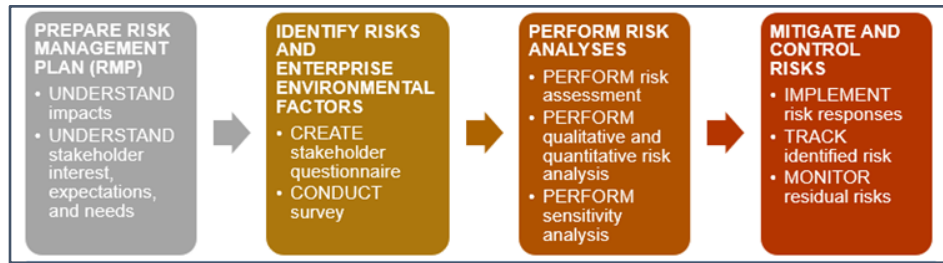 PREPARE RISK
MANAGEMENT
PLAN (RMP)
• UNDERSTAND
impacts
• UNDERSTAND
stakeholder
interest,
expectations,
and needs
IDENTIFY RISKS
AND
ENTERPRISE
ENVIRONMENTAL
FACTORS
• CREATE
stakeholder
questionnaire
• CONDUCT
survey
PERFORM RISK
ANALYSES
• PERFORM risk
assessment
• PERFORM
qualitative and
quantitative risk
analysis
• PERFORM
sensitivity
analysis
MITIGATE AND
CONTROL
RISKS
• IMPLEMENT
risk responses
• TRACK
identified risk
• MONITOR
residual risks